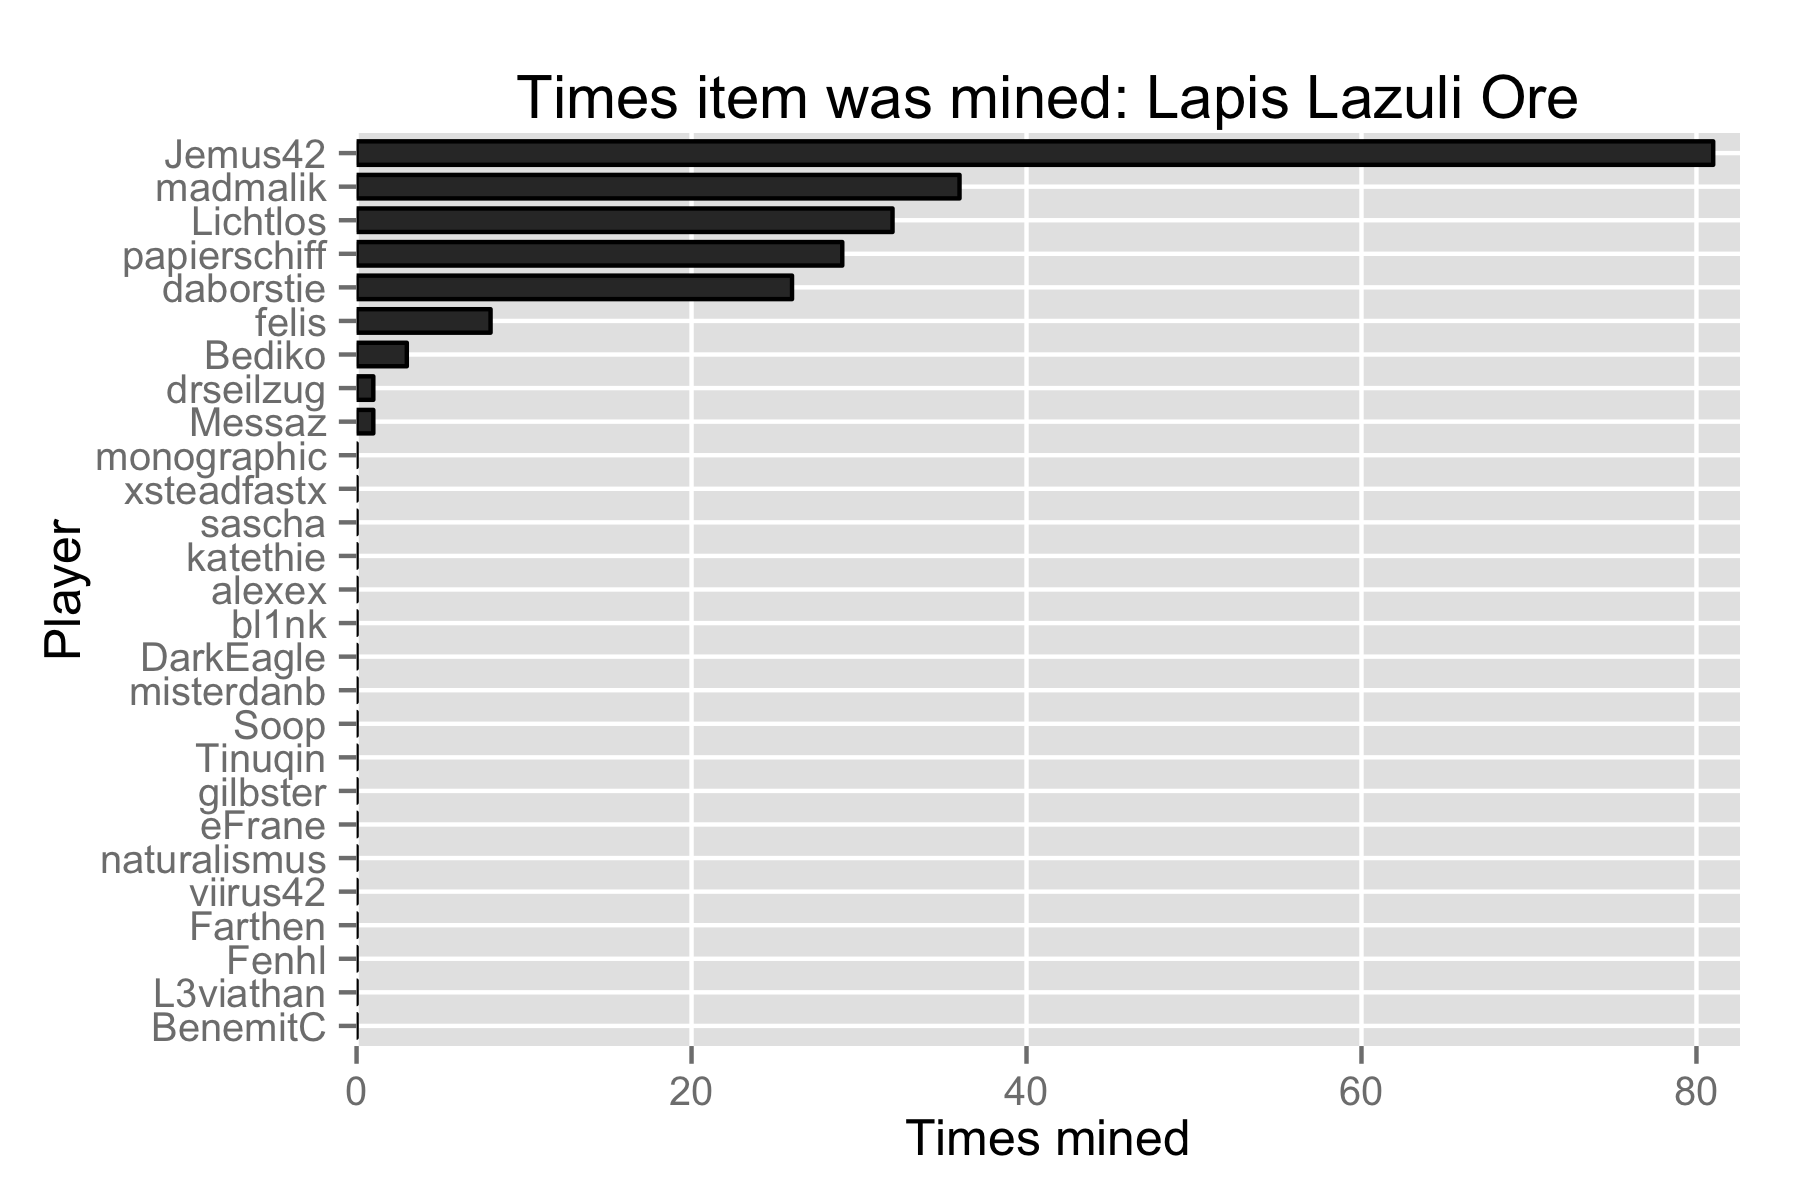 Times item was mined: Lapis Lazuli Ore
Jemus42
madmalik
Lichtlos
papierschiff
daborstie
felis
Bediko
drseilzug
Messaz
monographic
xsteadfastx
sascha
katethie
alexex
bl1nk
DarkEagle
misterdanb
Soop
Tinuqin
gilbster
eFrane
naturalismus
viirus42
Farthen
Fenhl
L3viathan
BenemitC
Player
0 20 40 60 80
Times mined